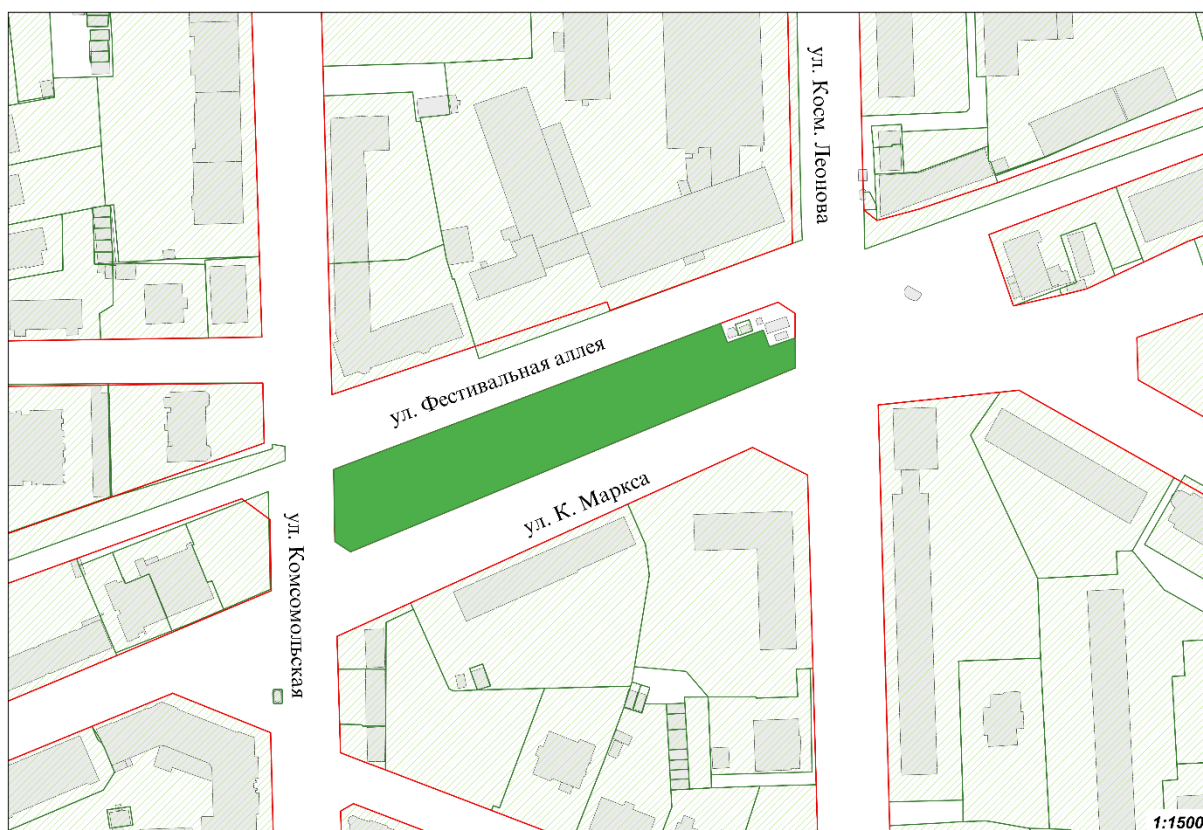 ул. Косм. Леонова
ул. Фестивальная аллея
ул. К. Маркса
ул. Комсомольская
1:1500